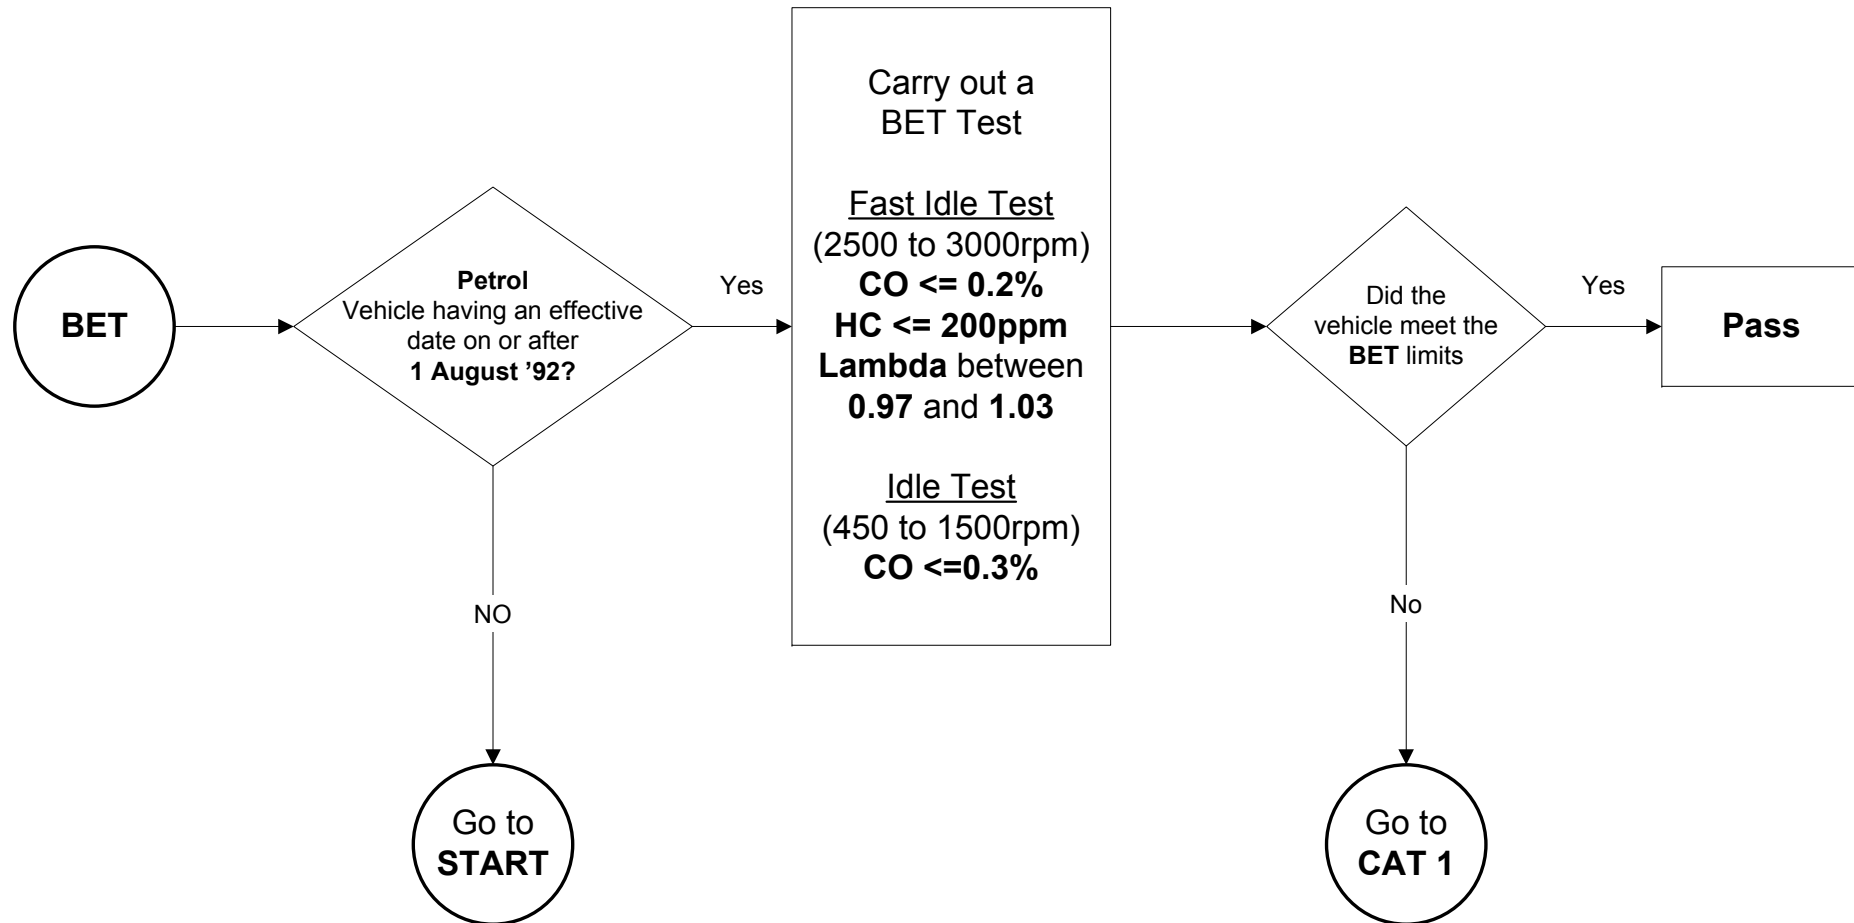 BET
Petrol
Vehicle having an effective
date on or after
1 August ’92?
Yes
NO
Go to
START
Carry out a
BET Test
Fast Idle Test
(2500 to 3000rpm)
CO <= 0.2%
HC <= 200ppm
Lambda between
0.97 and 1.03
Idle Test
(450 to 1500rpm)
CO <=0.3%
Did the
vehicle meet the
BET limits
Yes
Pass
No
Go to
CAT 1